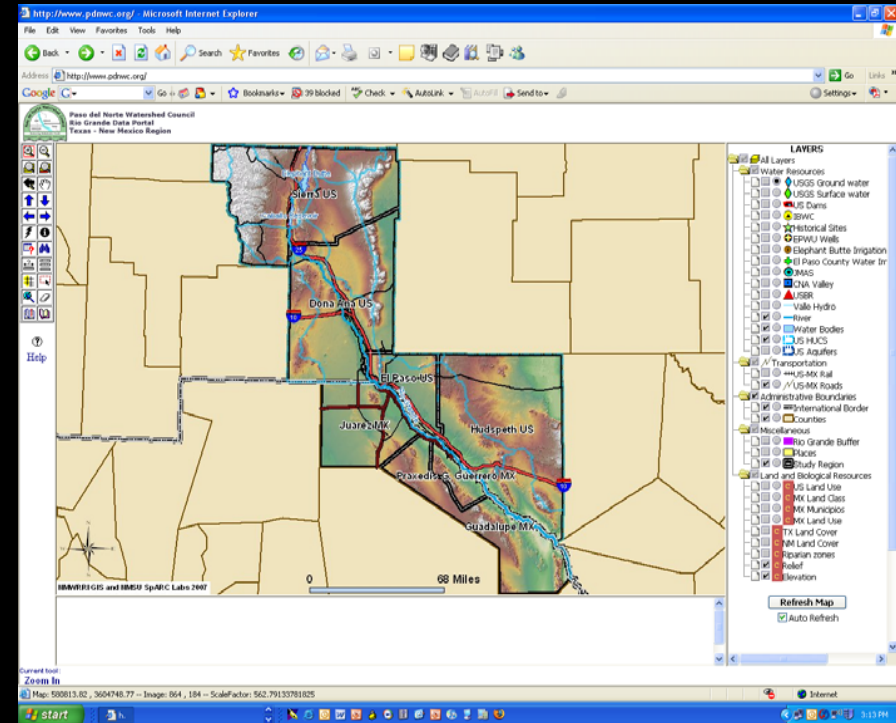 http://www.pdnwc.org/ - Microsoft Internet Explorer
File Edit View Favorites Tools Help
Back Search Favorites
Address http://www.pdnwc.org/ Go Links »
Google G Go Bookmarks 39 blocked Check AutoLink AutoFill Send to Settings
Paso del Norte Watershed Council
Rio Grande Data Portal
Texas - New Mexico Region
LAYERS
All Layers
Water Resources
USGS Ground water
USGS Surface water
US Dams
IBWC
Historical Sites
EPWU Wells
Elephant Butte Irrigation
El Paso County Water Irr
JMAS
CNA Valley
USBR
Valle Hydro
River
Water Bodies
US HUCS
US Aquifers
Transportation
US-MX Rail
US-MX Roads
Administrative Boundaries
International Border
Counties
Miscellaneous
Rio Grande Buffer
Places
Study Region
Land and Biological Resources
US Land Use
MX Land Class
MX Municipios
MX Land Use
TX Land Cover
NM Land Cover
Riparian zones
Relief
Elevation
Refresh Map
Auto Refresh
Help
Sierra US
25
Dona Ana US
10
El Paso US
Juarez MX
Hudspeth US
Praxedis G. Guerrero MX
10
Guadalupe MX
0 68 Miles
NMWRRI GIS and NMSU SpARC Labs 2007
Current tool:
Zoom In
Map: 580813.82 , 3604748.77 -- Image: 864 , 184 -- ScaleFactor: 562.79133781825
Internet
start h. 3:13 PM